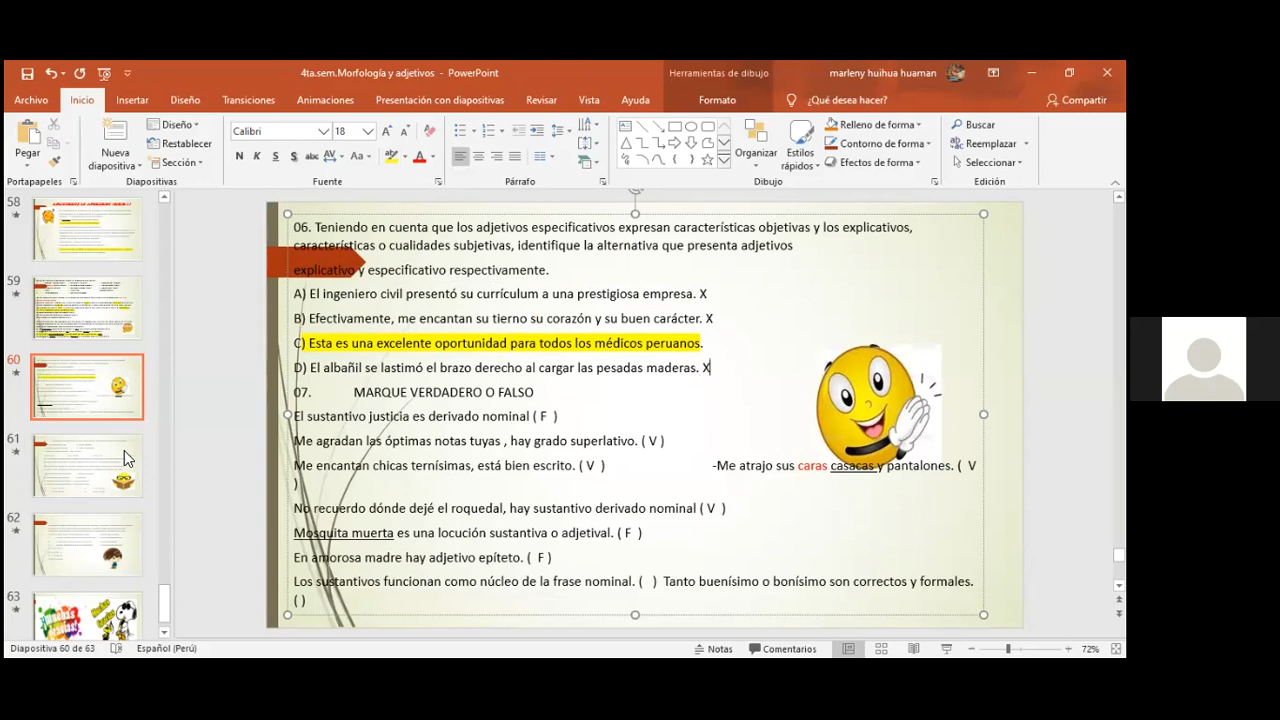 4ta.sem.Morfología y adjetivos - PowerPoint
Herramientas de dibujo
marleny huihua huaman
Archivo Inicio Insertar Diseño Transiciones Animaciones Presentación con diapositivas Revisar Vista Ayuda Formato ¿Qué desea hacer? Compartir
Pegar
Nueva diapositiva
Diseño
Restablecer
Sección
Calibri 18
N K S S abc AV Aa A
Organizar
Estilos rápidos
Relleno de forma
Contorno de forma
Efectos de forma
Buscar
Reemplazar
Seleccionar
Portapapeles Diapositivas Fuente Párrafo Dibujo Edición
58
59
60
61
62
63
06. Teniendo en cuenta que los adjetivos especificativos expresan características objetivas y los explicativos,
características o cualidades subjetivas, identifique la alternativa que presenta adjetivos
explicativo y especificativo respectivamente.
A) El ingeniero civil presentó su renuncia a una prestigiosa empresa. X
B) Efectivamente, me encantan tanto su corazón y su buen carácter. X
C) Esta es una excelente oportunidad para todos los médicos peruanos.
D) El albañil se lastimó el brazo derecho al cargar las pesadas maderas. X
07. MARQUE VERDADERO O FALSO
El sustantivo justicia es derivado nominal ( F )
Me agradan las óptimas notas tuyas , hay grado superlativo. ( V )
Me encantan chicas ternísimas, está bien escrito. ( V ) -Me atrajo sus caras casacas y pantalones. ( V
)
No recuerdo dónde dejé el roquedal, hay sustantivo derivado nominal ( V )
Mosquita muerta es una locución sustantiva o adjetival. ( F )
En amorosa madre hay adjetivo epíteto. ( F )
Los sustantivos funcionan como núcleo de la frase nominal. ( ) Tanto buenísimo o bonísimo son correctos y formales.
( )
Diapositiva 60 de 63 Español (Perú) Notas Comentarios 72%